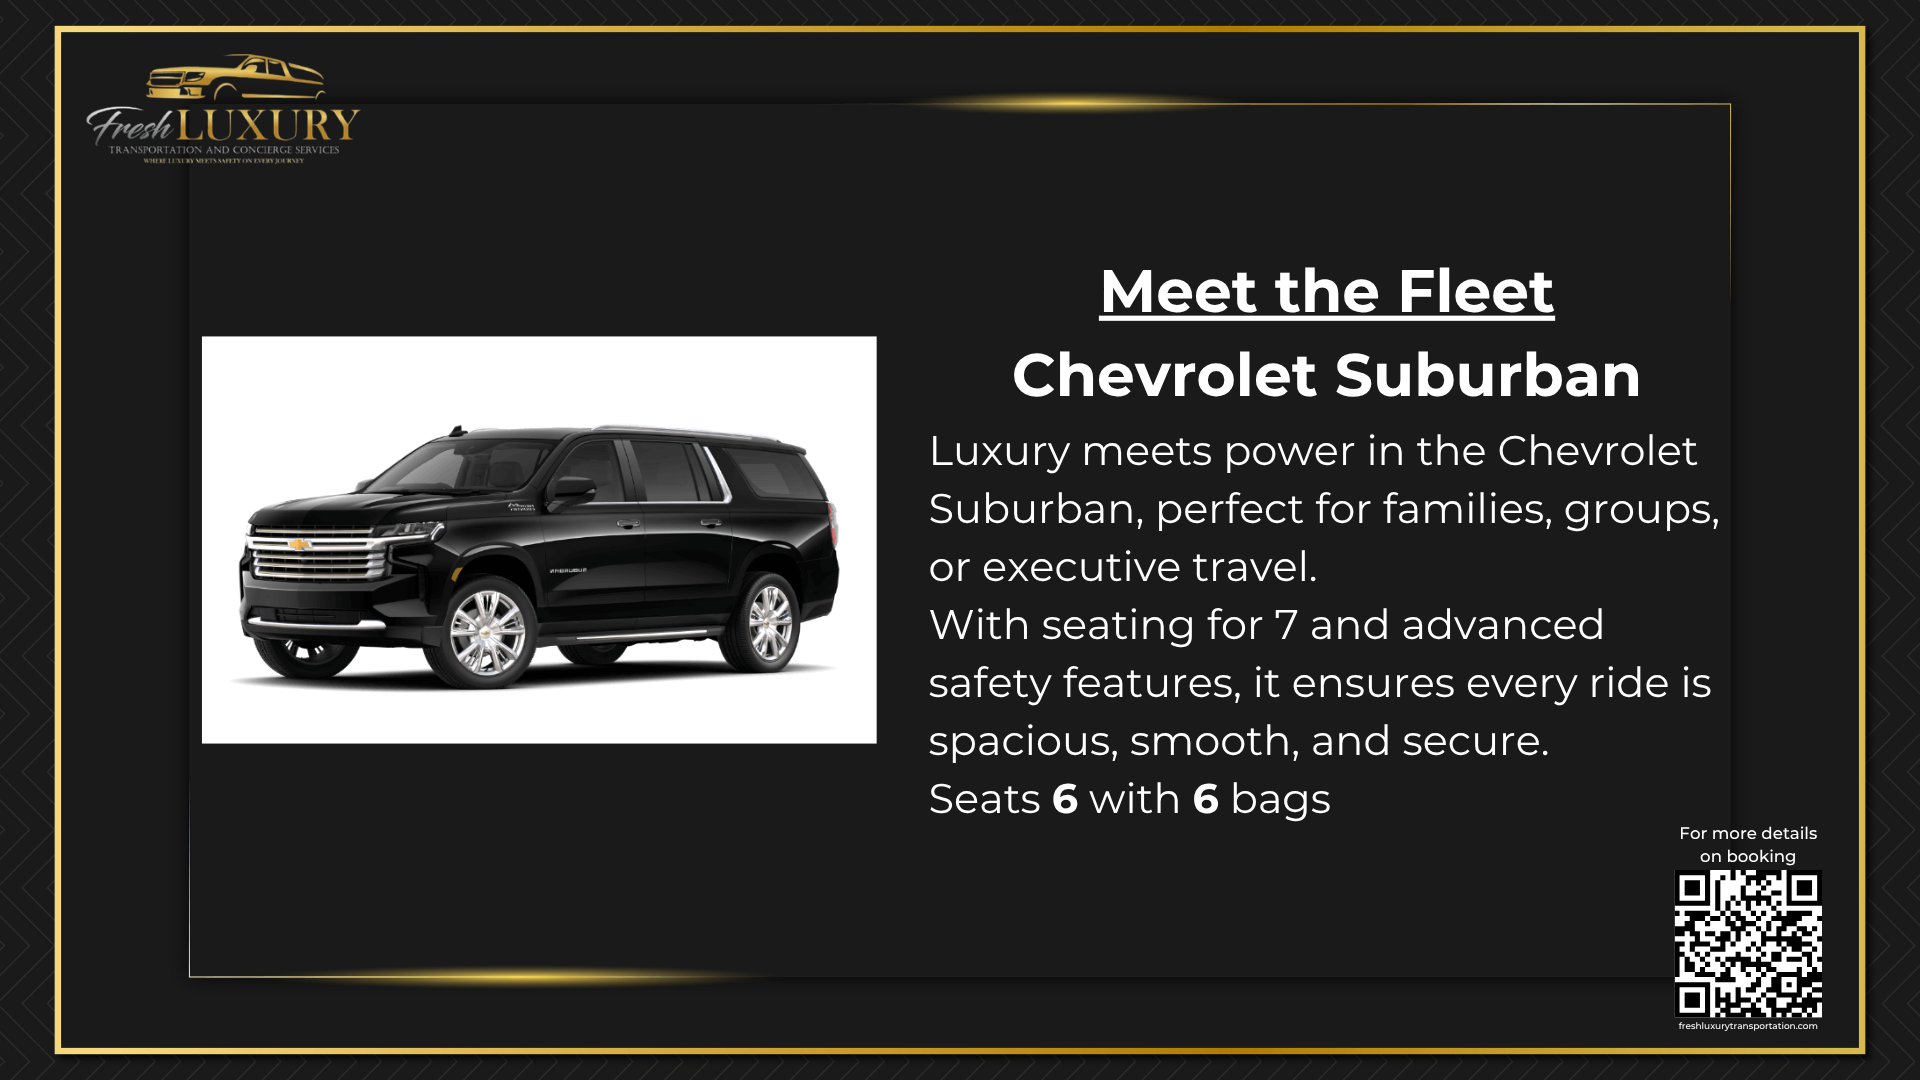 Fresh LUXURY
TRANSPORTATION AND CONCIERGE SERVICES
WHERE LUXURY MEETS SAFETY ON EVERY JOURNEY
Meet the Fleet
Chevrolet Suburban
Luxury meets power in the Chevrolet
Suburban, perfect for families, groups,
or executive travel.
With seating for 7 and advanced
safety features, it ensures every ride is
spacious, smooth, and secure.
Seats 6 with 6 bags
For more details
on booking
freshluxurytransportation.com